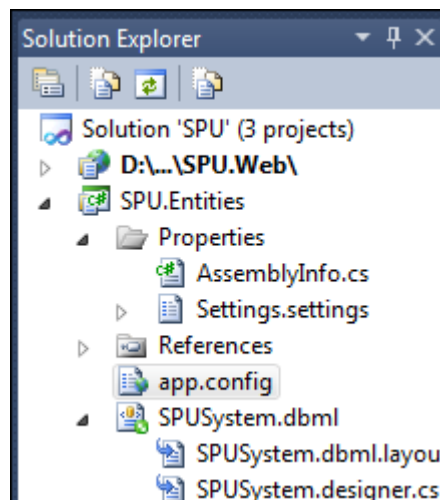 Solution Explorer
Solution 'SPU' (3 projects)
D:\...\SPU.Web\
SPU.Entities
Properties
AssemblyInfo.cs
Settings.settings
References
app.config
SPUSystem.dbml
SPUSystem.dbml.layou
SPUSystem.designer.cs